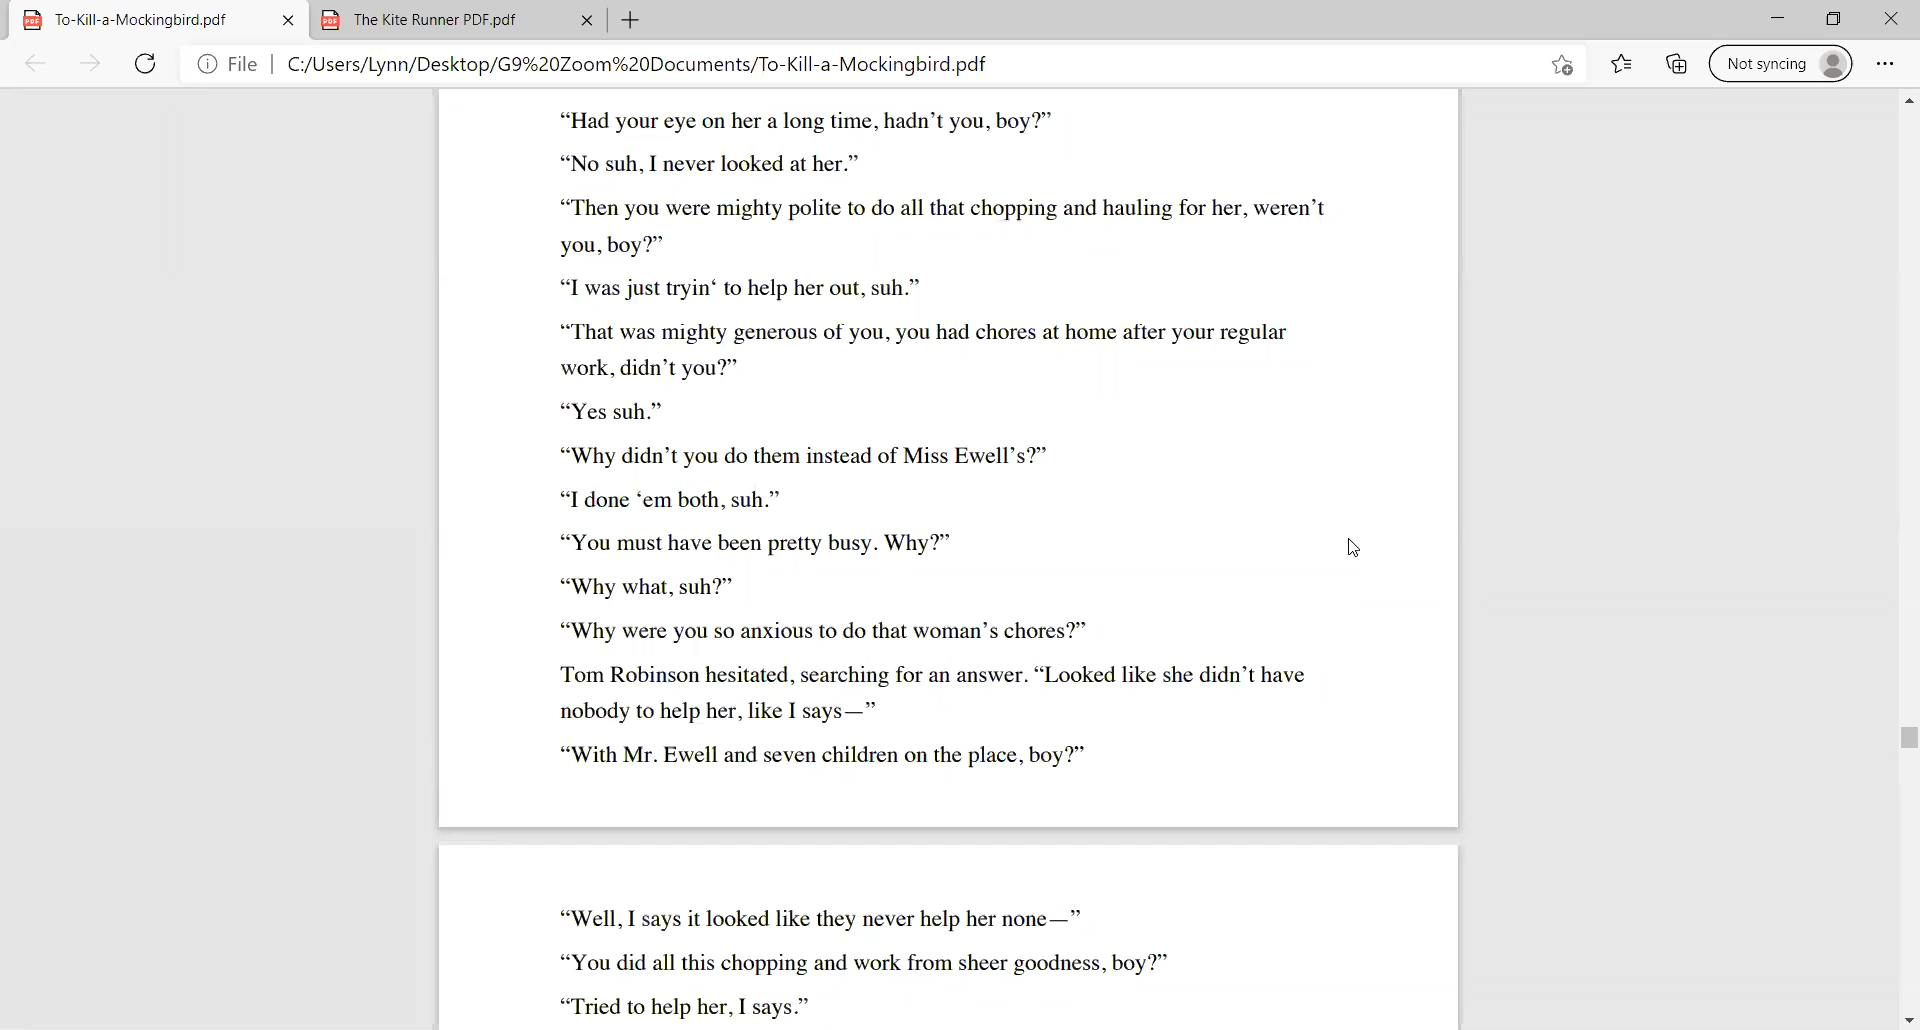 To-Kill-a-Mockingbird.pdf
The Kite Runner PDF.pdf
File
C:/Users/Lynn/Desktop/G9%20Zoom%20Documents/To-Kill-a-Mockingbird.pdf
Not syncing
“Had your eye on her a long time, hadn’t you, boy?”
“No suh, I never looked at her.”
“Then you were mighty polite to do all that chopping and hauling for her, weren’t
you, boy?”
“I was just tryin‘ to help her out, suh.”
“That was mighty generous of you, you had chores at home after your regular
work, didn’t you?”
“Yes suh.”
“Why didn’t you do them instead of Miss Ewell’s?”
“I done ‘em both, suh.”
“You must have been pretty busy. Why?”
“Why what, suh?”
“Why were you so anxious to do that woman’s chores?”
Tom Robinson hesitated, searching for an answer. “Looked like she didn’t have
nobody to help her, like I says—”
“With Mr. Ewell and seven children on the place, boy?”
“Well, I says it looked like they never help her none—”
“You did all this chopping and work from sheer goodness, boy?”
“Tried to help her, I says.”